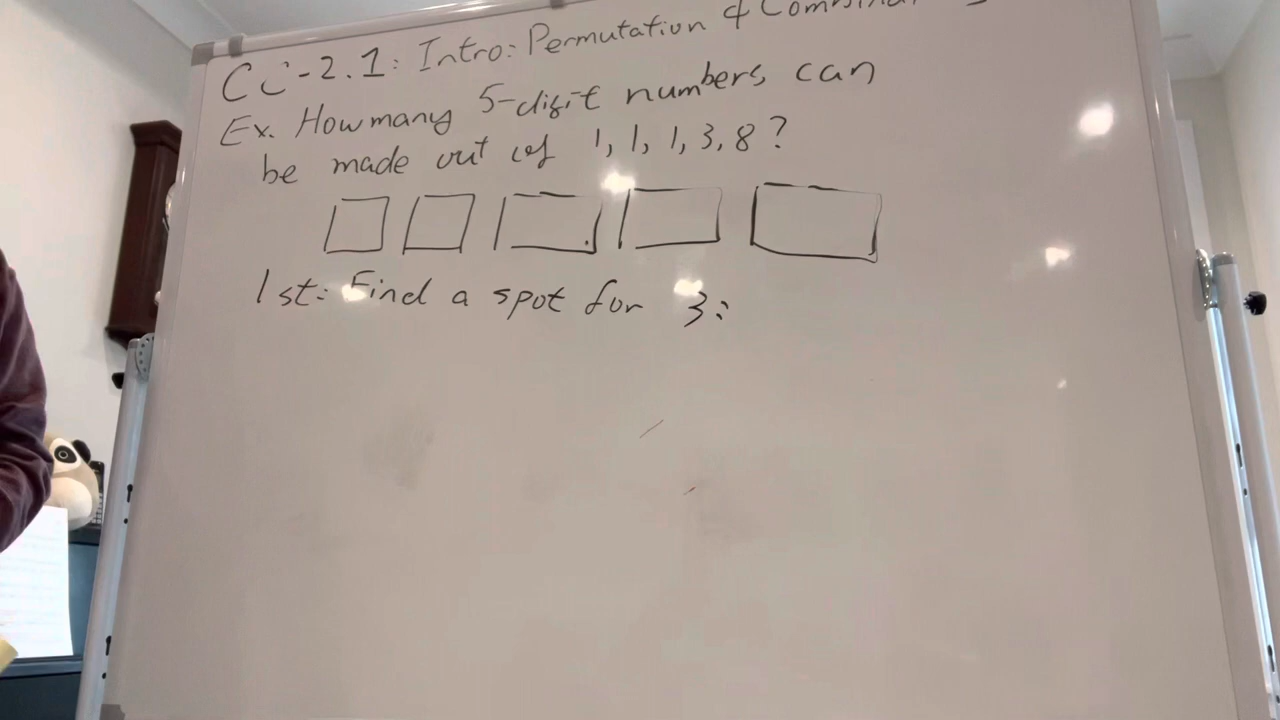 CC-2.1: Intro: Permutation &
Ex. How many 5-digit numbers can
be made out of 1, 1, 1, 3, 8?
1st: Find a spot for 3: